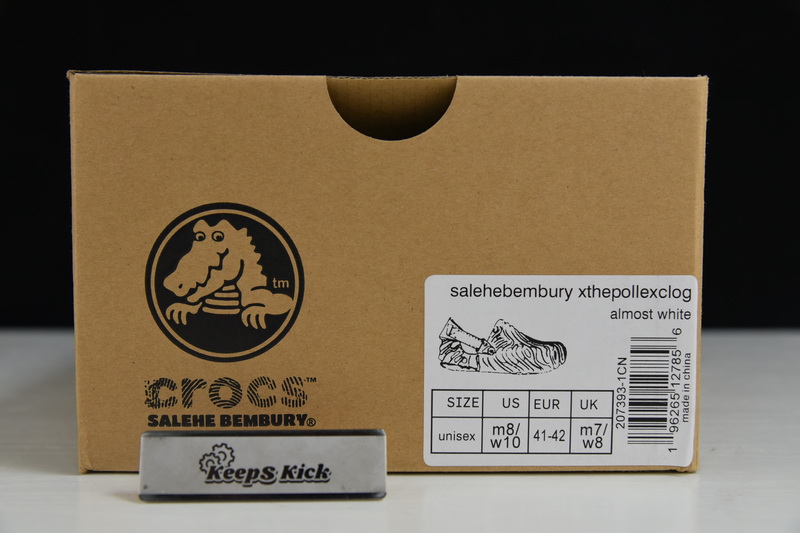 tm
crocs™
SALEHE BEMBURY®
KeepS Kick
salehebembury xthepollexclog
almost white
SIZE US EUR UK
unisex m8/w10 41-42 m7/w8
207393-1CN
1 96265 12785 6
made in china